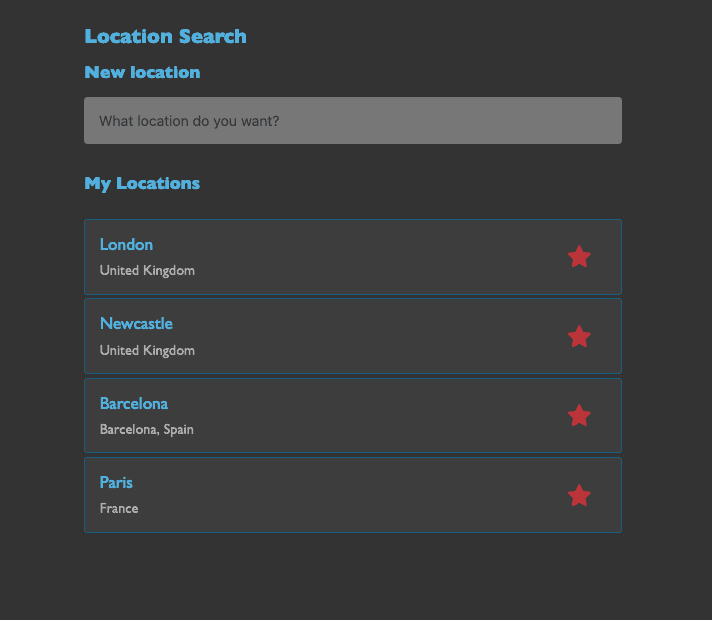 Location Search
New location
What location do you want?
My Locations
London
United Kingdom
Newcastle
United Kingdom
Barcelona
Barcelona, Spain
Paris
France